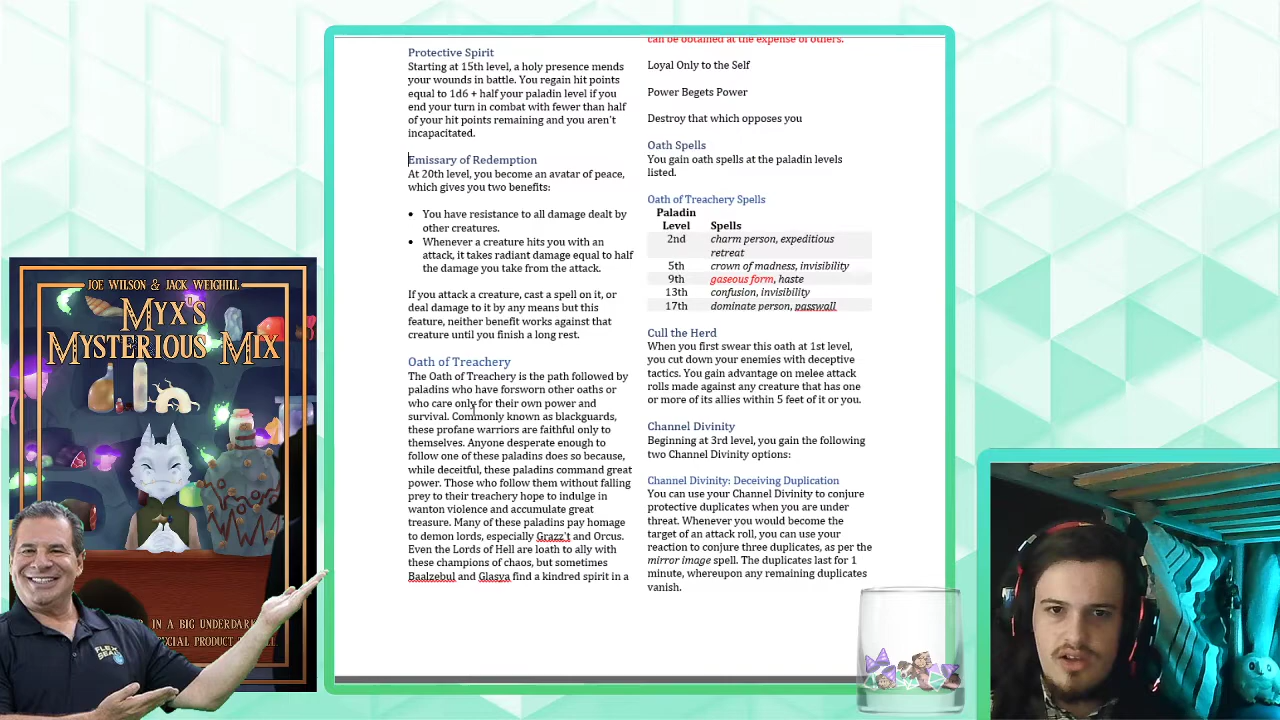 JOE WILSON & JACK WEIGHILL
MYX'S
MYSTERIOUS MIX
IN A BIG UNDERDARK
FLEX
SEAL
Protective Spirit
Starting at 15th level, a holy presence mends
your wounds in battle. You regain hit points
equal to 1d6 + half your paladin level if you
end your turn in combat with fewer than half
of your hit points remaining and you aren't
incapacitated.
Emissary of Redemption
At 20th level, you become an avatar of peace,
which gives you two benefits:
• You have resistance to all damage dealt by
other creatures.
• Whenever a creature hits you with an
attack, it takes radiant damage equal to half
the damage you take from the attack.
If you attack a creature, cast a spell on it, or
deal damage to it by any means but this
feature, neither benefit works against that
creature until you finish a long rest.
Oath of Treachery
The Oath of Treachery is the path followed by
paladins who have forsworn other oaths or
who care only for their own power and
survival. Commonly known as blackguards,
these profane warriors are faithful only to
themselves. Anyone desperate enough to
follow one of these paladins does so because,
while deceitful, these paladins command great
power. Those who follow them without falling
prey to their treachery hope to indulge in
wanton violence and accumulate great
treasure. Many of these paladins pay homage
to demon lords, especially Graz'zt and Orcus.
Even the Lords of Hell are loath to ally with
these champions of chaos, but sometimes
Baalzebul and Glasya find a kindred spirit in a
can be obtained at the expense of others.
Loyal Only to the Self
Power Begets Power
Destroy that which opposes you
Oath Spells
You gain oath spells at the paladin levels
listed.
Oath of Treachery Spells
Paladin
Level Spells
2nd charm person, expeditious
retreat
5th crown of madness, invisibility
9th gaseous form, haste
13th confusion, invisibility
17th dominate person, passwall
Cull the Herd
When you first swear this oath at 1st level,
you cut down your enemies with deceptive
tactics. You gain advantage on melee attack
rolls made against any creature that has one
or more of its allies within 5 feet of it or you.
Channel Divinity
Beginning at 3rd level, you gain the following
two Channel Divinity options:
Channel Divinity: Deceiving Duplication
You can use your Channel Divinity to conjure
protective duplicates when you are under
threat. Whenever you would become the
target of an attack roll, you can use your
reaction to conjure three duplicates, as per the
mirror image spell. The duplicates last for 1
minute, whereupon any remaining duplicates
vanish.